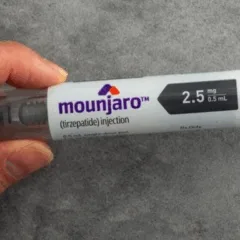 mounjaro™
(tirzepatide) injection
2.5 mg
0.5 mL